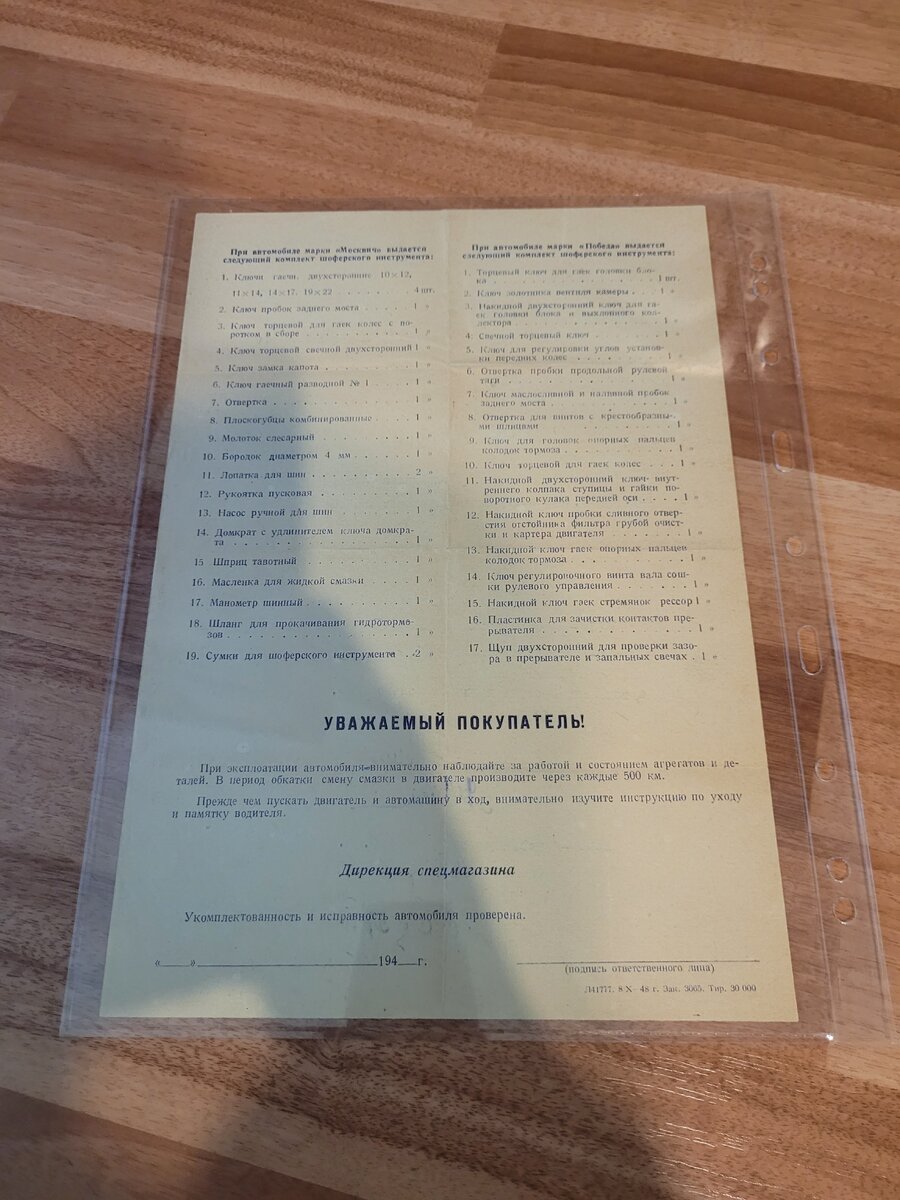 При автомобиле марки «Москвич» выдается
следующий комплект шоферского инструмента:
1. Ключи гаечн. двухсторонние 10×12,
11×14, 14×17, 19×22 . . . . . . . 4 шт.
2. Ключ пробок заднего моста . . . . . 1 »
3. Ключ торцевой для гаек колес с во-
ротком в сборе . . . . . . . . . . . 1 »
4. Ключ торцевой свечной двухсторонний 1 »
5. Ключ замка капота . . . . . . . . . 1 »
6. Ключ гаечный разводной № 1 . . . . 1 »
7. Отвертка . . . . . . . . . . . . . 1 »
8. Плоскогубцы комбинированные . . . . 1 »
9. Молоток слесарный . . . . . . . . . 1 »
10. Бородок диаметром 4 мм . . . . . . 1 »
11. Лопатка для шин . . . . . . . . . 2 »
12. Рукоятка пусковая . . . . . . . . 1 »
13. Насос ручной для шин . . . . . . . 1 »
14. Домкрат с удлинителем ключа домкра-
та . . . . . . . . . . . . . . . . . 1 »
15 Шприц тавотный . . . . . . . . . . 1 »
16. Масленка для жидкой смазки . . . . 1 »
17. Манометр шинный . . . . . . . . . 1 »
18. Шланг для прокачивания гидротормо-
зов . . . . . . . . . . . . . . . . 1 »
19. Сумки для шоферского инструмента . . 2 »
При автомобиле марки «Победа» выдается
следующий комплект шоферского инструмента:
1. Торцевый ключ для гаек головки бло-
ка . . . . . . . . . . . . . . . . 1 шт.
2. Ключ золотника вентиля камеры . . . 1 »
3. Накидной двухсторонний ключ для га-
ек головки блока и выхлопного кол-
лектора . . . . . . . . . . . . . . 1 »
4. Свечной торцевый ключ . . . . . . . 1 »
5. Ключ для регулировки углов установ-
ки передних колес . . . . . . . . . . 1 »
6. Отвертка пробки продольной рулевой
тяги . . . . . . . . . . . . . . . . 1 »
7. Ключ маслосливной и наливной пробок
заднего моста . . . . . . . . . . . . 1 »
8. Отвертка для винтов с крестообразны-
ми шлицами . . . . . . . . . . . . . 1 »
9. Ключ для головок опорных пальцев
колодок тормоза . . . . . . . . . . . 1 »
10. Ключ торцевой для гаек колес . . . 1 »
11. Накидной двухсторонний ключ внут-
реннего колпака ступицы и гайки по-
воротного кулака передней оси . . . . 1 »
12. Накидной ключ пробки сливного отвер-
стия отстойника фильтра грубой очист-
ки и картера двигателя . . . . . . . 1 »
13. Накидной ключ гаек опорных пальцев
колодок тормоза . . . . . . . . . . . 1 »
14. Ключ регулировочного винта вала сош-
ки рулевого управления . . . . . . . 1 »
15. Накидной ключ гаек стремянок рессор 1 »
16. Пластинка для зачистки контактов пре-
рывателя . . . . . . . . . . . . . . 1 »
17. Щуп двухсторонний для проверки зазо-
ра в прерывателе и запальных свечах . 1 »
УВАЖАЕМЫЙ ПОКУПАТЕЛЬ!
При эксплоатации автомобиля внимательно наблюдайте за работой и состоянием агрегатов и де-
талей. В период обкатки смену смазки в двигателе производите через каждые 500 км.
Прежде чем пускать двигатель и автомашину в ход, внимательно изучите инструкцию по уходу
и памятку водителя.
Дирекция спецмагазина
Укомплектованность и исправность автомобиля проверена.
«___»____________________194__г.
(подпись ответственного лица)
Л41717. 8 X—48 г. Зак. 3065. Тир. 30 000